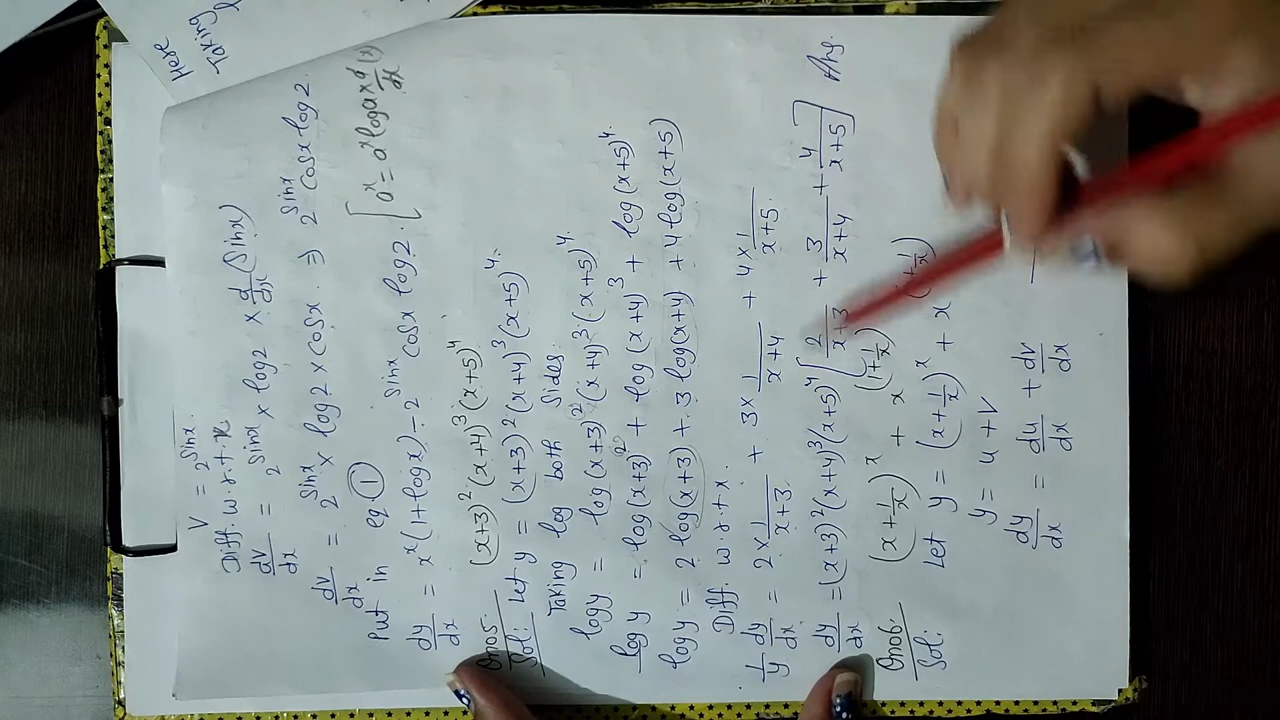 Here
Taking
V = 2^sinx.
Diff. w.r.t x
dv/dx = 2^sinx × log2 × d/dx (sinx)
dv/dx = 2^sinx × log2 × cosx. ⇒ 2^sinx cosx log2.
Put in eq ①
dy/dx = x^x (1+logx) - 2^sinx cosx log2. [a^x = a^x loga × d/dx (x)
Qno5. (x+3)^2 (x+4)^3 (x+5)^4
Sol: Let y = (x+3)^2 (x+4)^3 (x+5)^4.
Taking log both sides.
logy = log(x+3)^2 (x+4)^3 (x+5)^4.
log y = log(x+3)^2 + log(x+4)^3 + log(x+5)^4.
log y = 2 log(x+3) + 3 log(x+4) + 4 log(x+5)
Diff. w.r.t x.
1/y dy/dx = 2× 1/x+3 + 3× 1/x+4 + 4× 1/x+5.
dy/dx = (x+3)^2 (x+4)^3 (x+5)^4 [2/x+3 + 3/x+4 + 4/x+5] Ans.
Qno6. (x+1/x)^x + x^(1+1/x)
Sol: Let y = (x+1/x)^x + x^(1+1/x)
y = u + v
dy/dx = du/dx + dv/dx